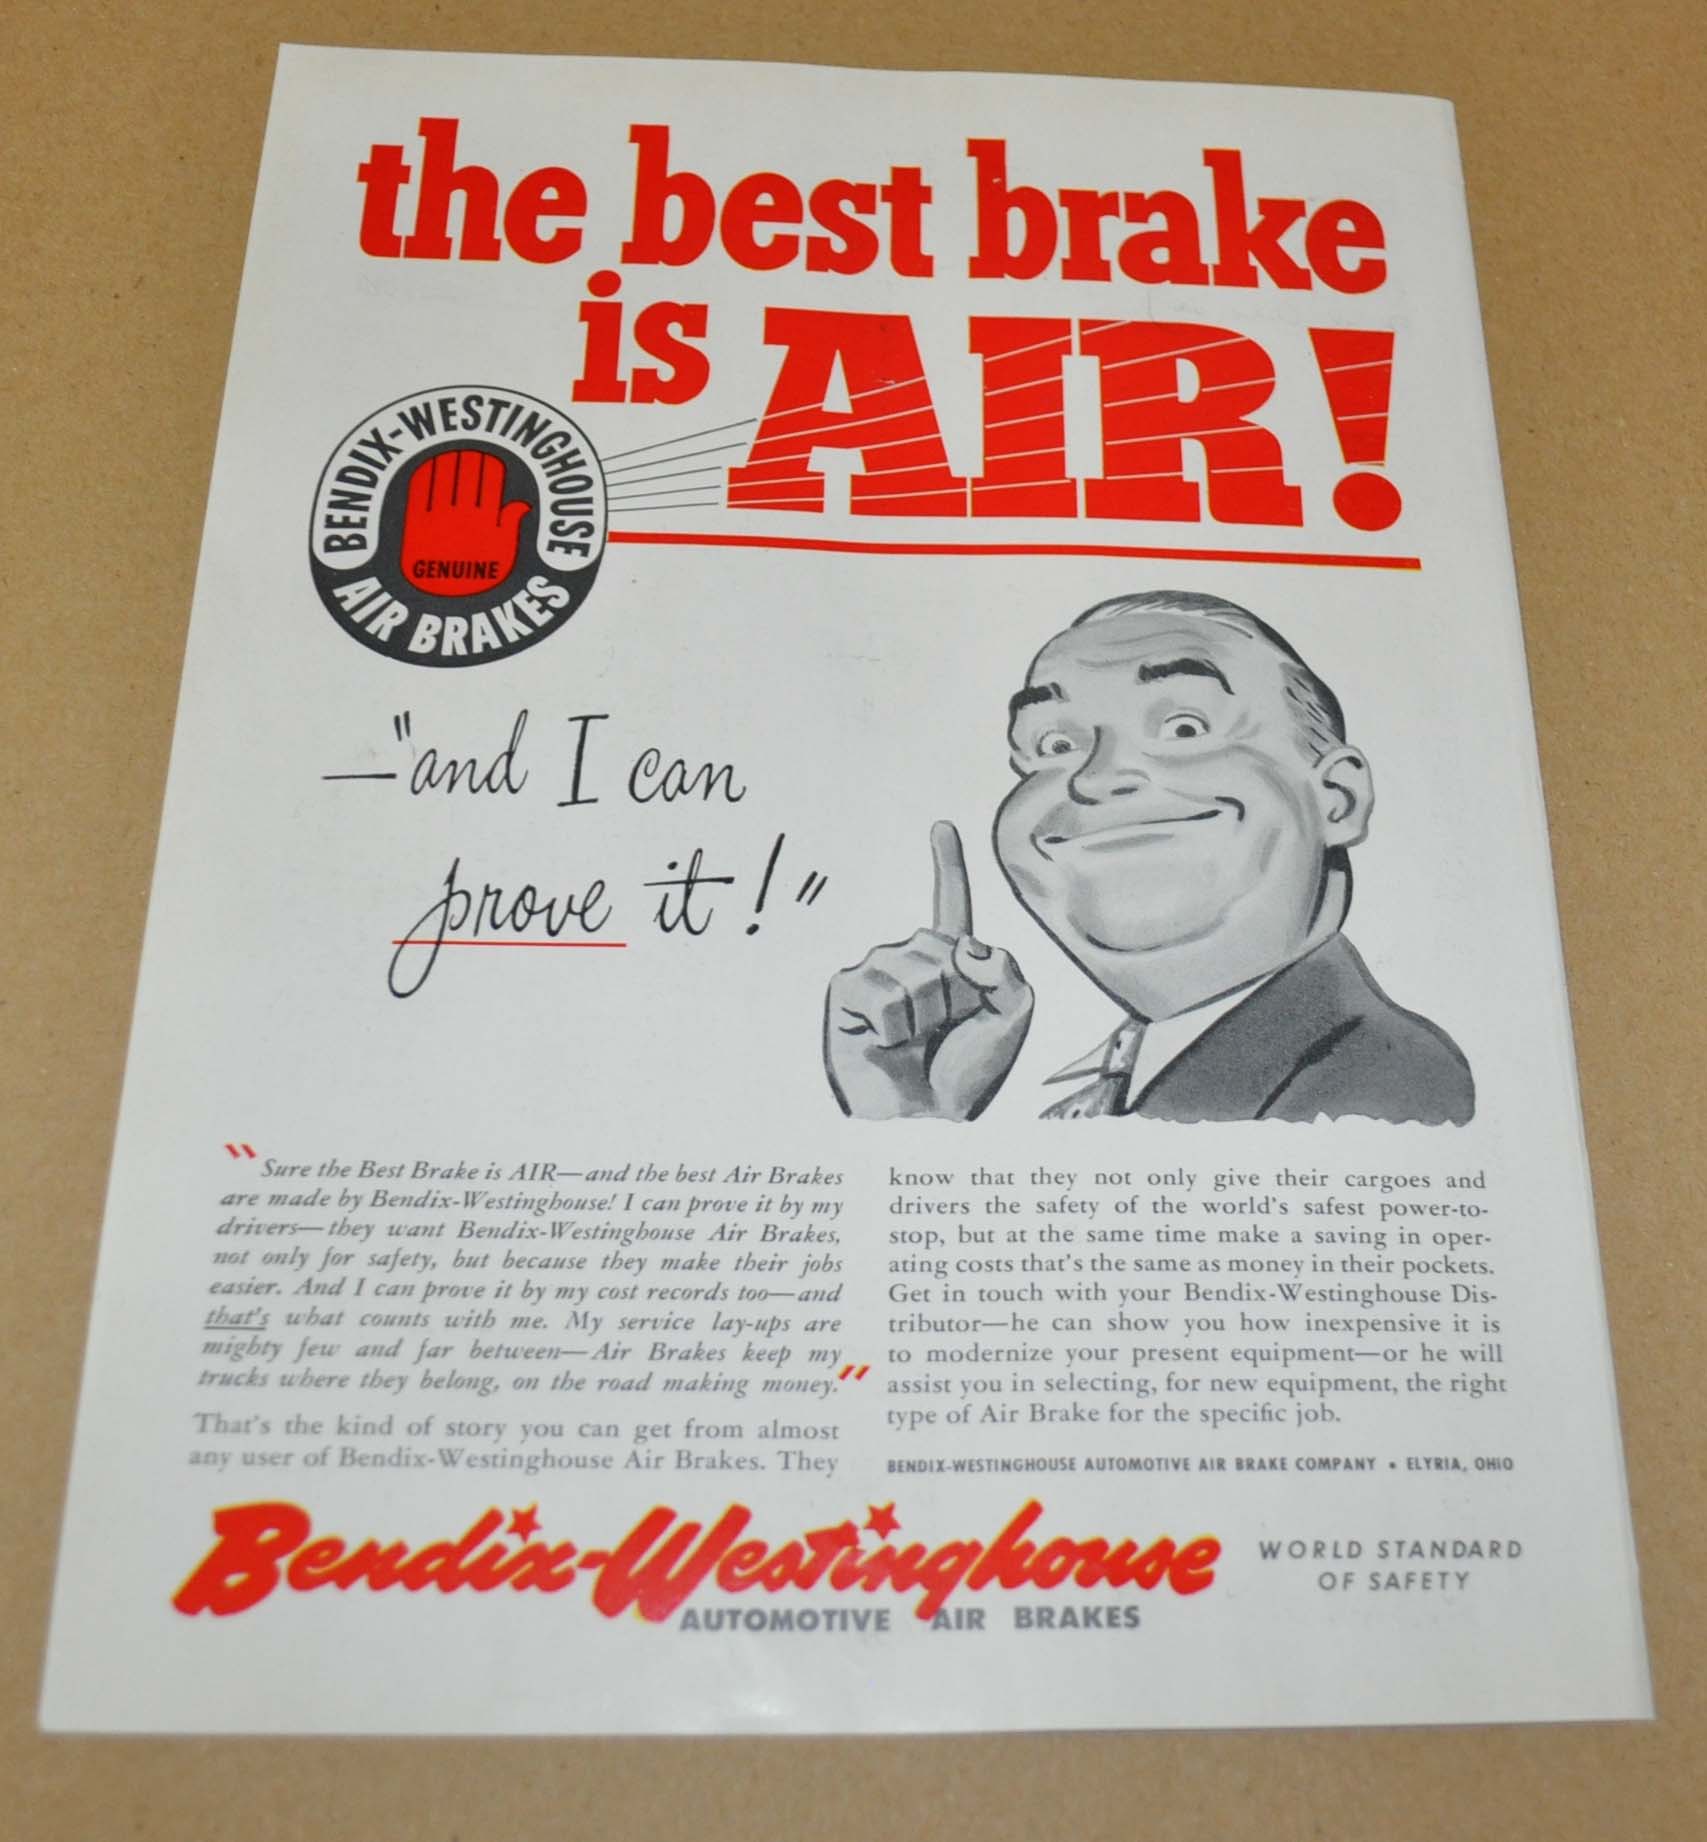 the best brake
is AIR!
BENDIX-WESTINGHOUSE
GENUINE
AIR BRAKES
—"and I can
prove it!"
"Sure the Best Brake is AIR—and the best Air Brakes
are made by Bendix-Westinghouse! I can prove it by my
drivers—they want Bendix-Westinghouse Air Brakes,
not only for safety, but because they make their jobs
easier. And I can prove it by my cost records too—and
that's what counts with me. My service lay-ups are
mighty few and far between—Air Brakes keep my
trucks where they belong, on the road making money."
That's the kind of story you can get from almost
any user of Bendix-Westinghouse Air Brakes. They
know that they not only give their cargoes and
drivers the safety of the world's safest power-to-
stop, but at the same time make a saving in oper-
ating costs that's the same as money in their pockets.
Get in touch with your Bendix-Westinghouse Dis-
tributor—he can show you how inexpensive it is
to modernize your present equipment—or he will
assist you in selecting, for new equipment, the right
type of Air Brake for the specific job.
BENDIX-WESTINGHOUSE AUTOMOTIVE AIR BRAKE COMPANY • ELYRIA, OHIO
Bendix-Westinghouse
AUTOMOTIVE AIR BRAKES
WORLD STANDARD
OF SAFETY